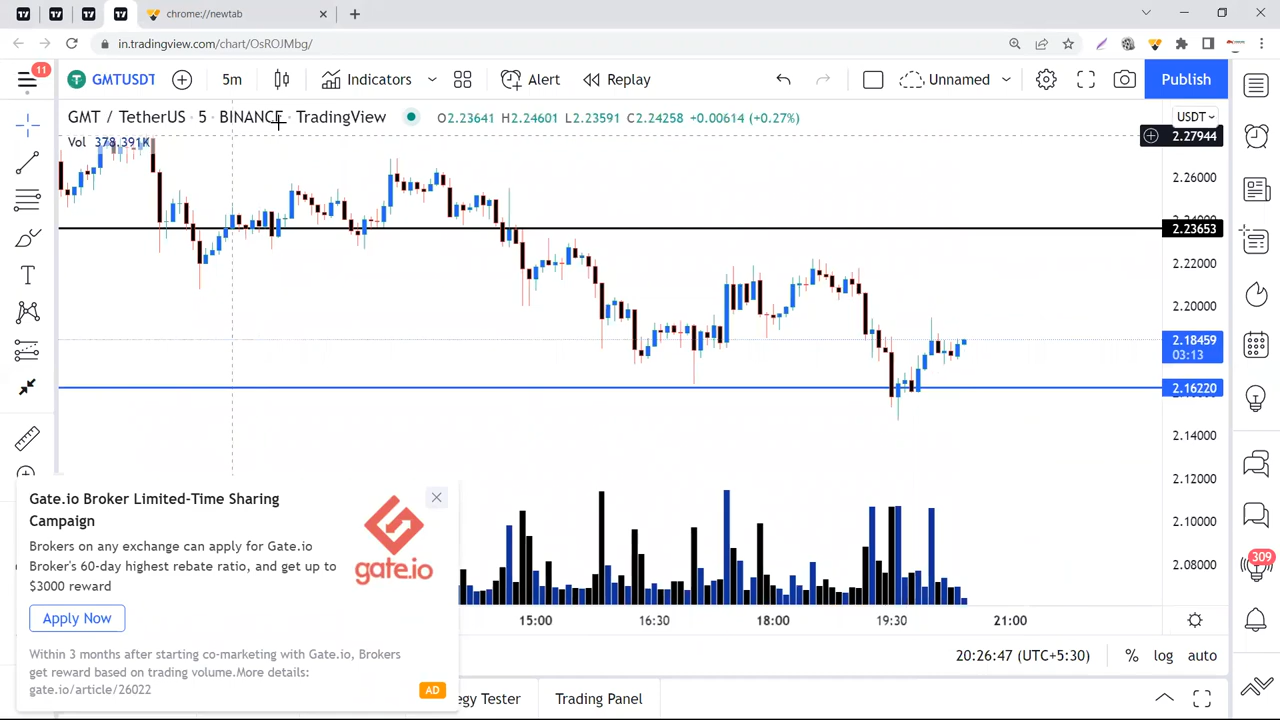 chrome://newtab
in.tradingview.com/chart/OsROJMbg/
11
GMTUSDT
5m
Indicators
Alert
Replay
Unnamed
Publish
GMT / TetherUS · 5 · BINANCE · TradingView
O2.23641 H2.24601 L2.23591 C2.24258 +0.00614 (+0.27%)
USDT
Vol 378.391K
2.27944
2.26000
2.24000
2.23653
2.22000
2.20000
2.18459
03:13
2.16220
2.14000
2.12000
2.10000
2.08000
309
Gate.io Broker Limited-Time Sharing
Campaign
Brokers on any exchange can apply for Gate.io
Broker's 60-day highest rebate ratio, and get up to
$3000 reward
gate.io
Apply Now
Within 3 months after starting co-marketing with Gate.io, Brokers
get reward based on trading volume.More details:
gate.io/article/26022
AD
15:00
16:30
18:00
19:30
21:00
20:26:47 (UTC+5:30)
%
log
auto
egy Tester
Trading Panel